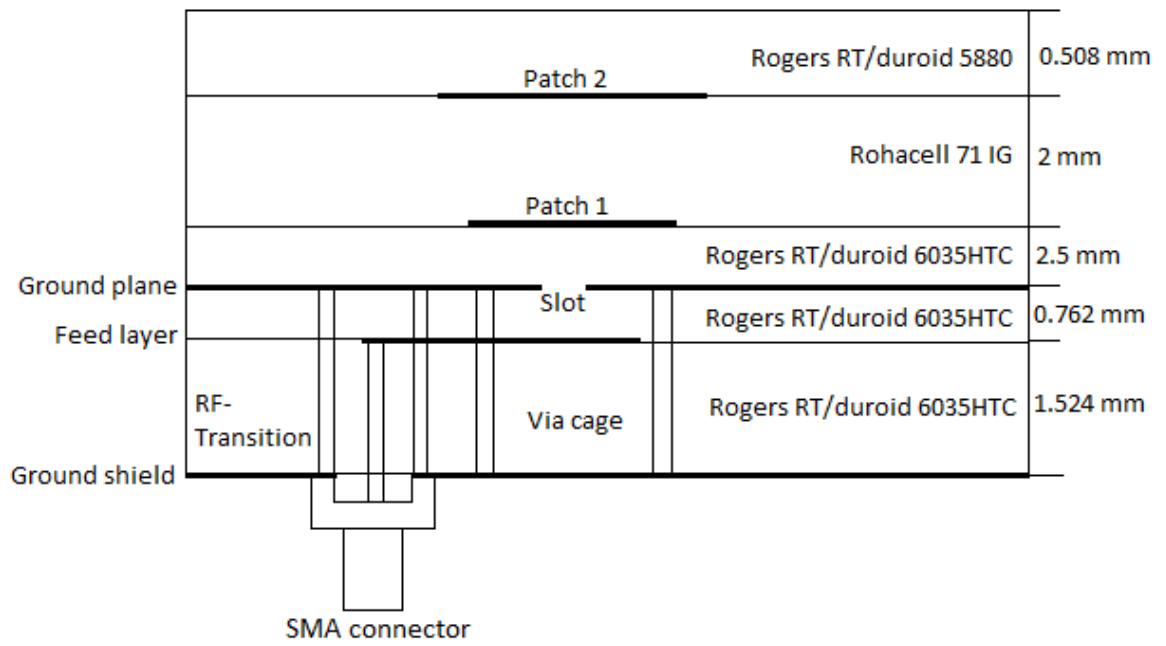 Rogers RT/duroid 5880
0.508 mm
Patch 2
Rohacell 71 IG
2 mm
Patch 1
Rogers RT/duroid 6035HTC
2.5 mm
Ground plane
Slot
Rogers RT/duroid 6035HTC
0.762 mm
Feed layer
RF-
Transition
Via cage
Rogers RT/duroid 6035HTC
1.524 mm
Ground shield
SMA connector